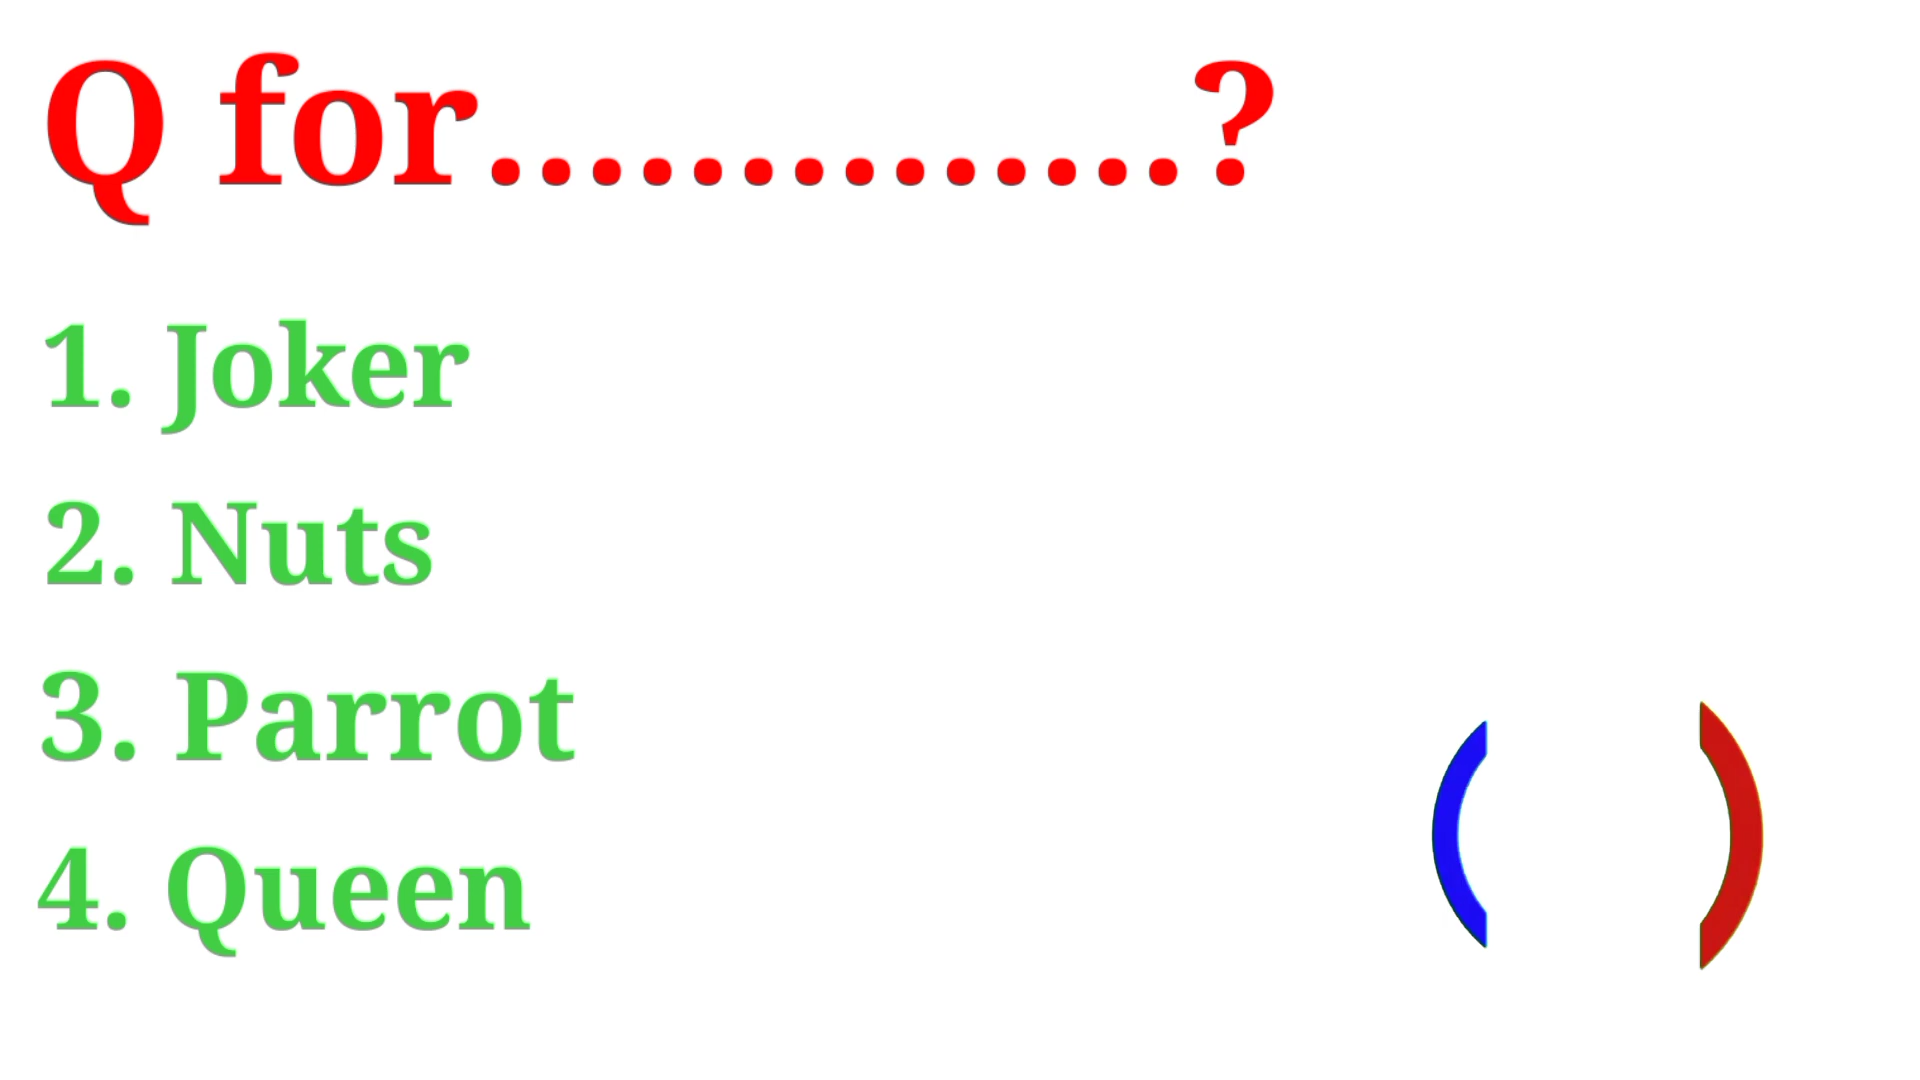 Q for..............?
1. Joker
2. Nuts
3. Parrot
4. Queen
( )